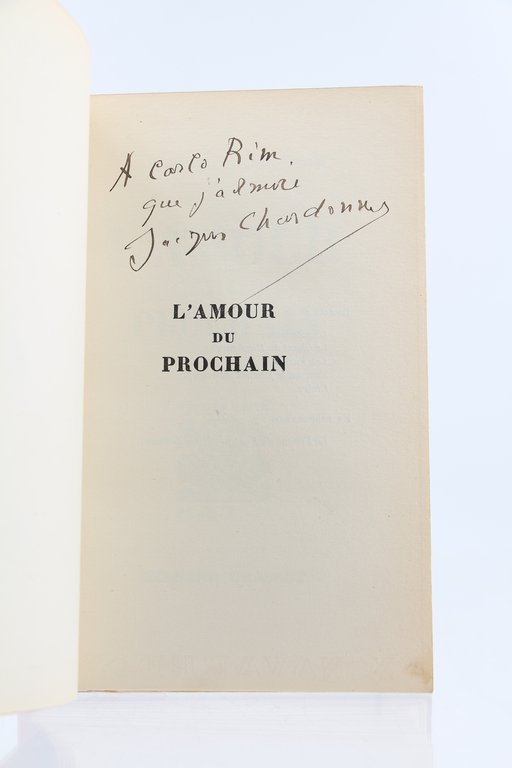 A Carlo Rim,
que j'admire
Jacques Chardonne
L'AMOUR
DU
PROCHAIN